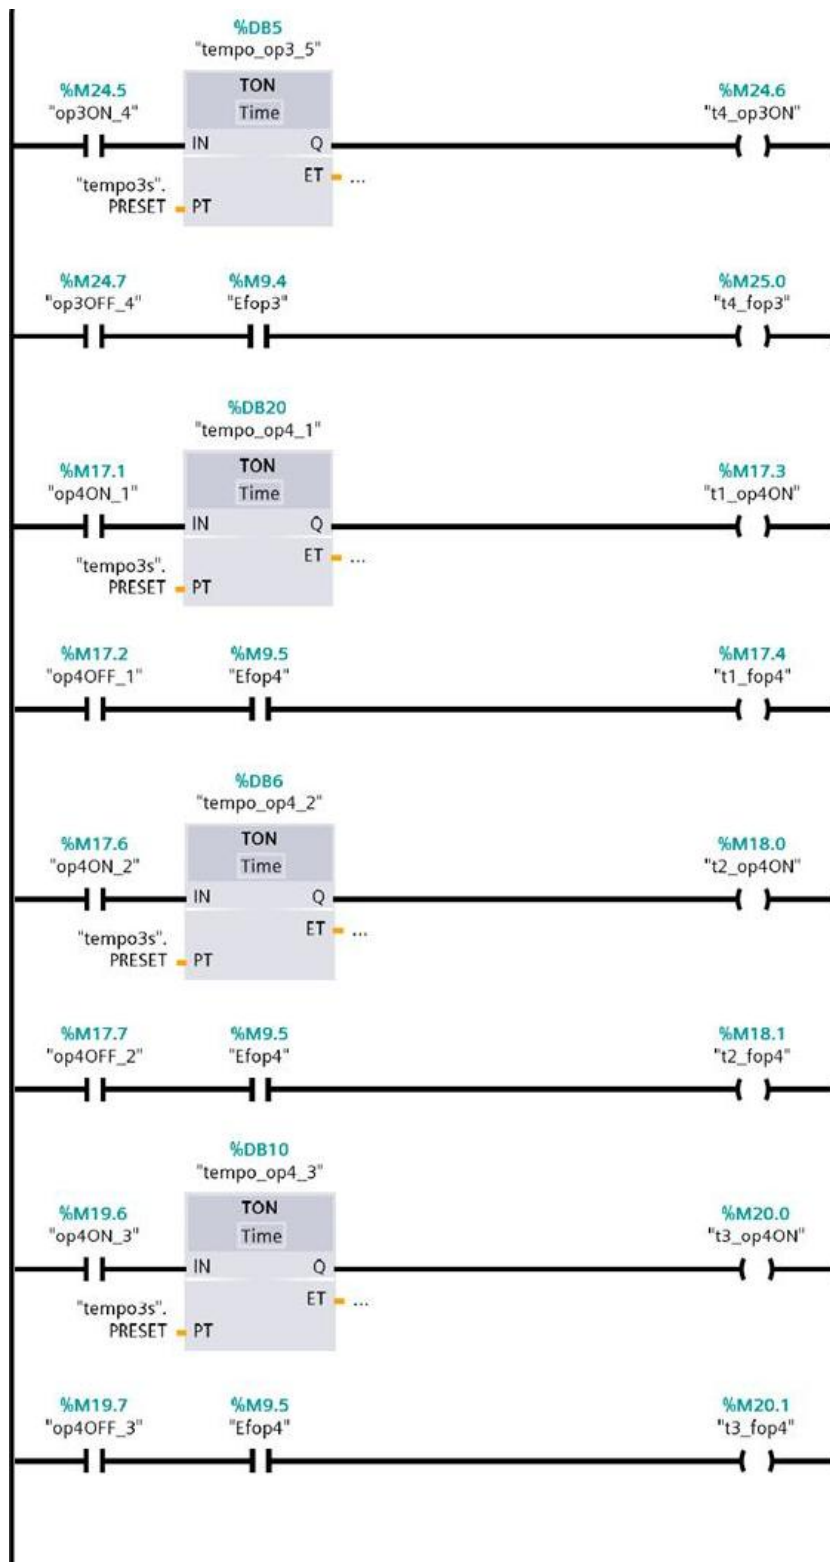 %DB5
"tempo_op3_5"
%M24.5
"op3ON_4"
TON
Time
%M24.6
"t4_op3ON"
IN Q
ET ...
"tempo3s".
PRESET PT
%M24.7 %M9.4 %M25.0
"op3OFF_4" "Efop3" "t4_fop3"
%DB20
"tempo_op4_1"
%M17.1
"op4ON_1"
TON
Time
%M17.3
"t1_op4ON"
IN Q
ET ...
"tempo3s".
PRESET PT
%M17.2 %M9.5 %M17.4
"op4OFF_1" "Efop4" "t1_fop4"
%DB6
"tempo_op4_2"
%M17.6
"op4ON_2"
TON
Time
%M18.0
"t2_op4ON"
IN Q
ET ...
"tempo3s".
PRESET PT
%M17.7 %M9.5 %M18.1
"op4OFF_2" "Efop4" "t2_fop4"
%DB10
"tempo_op4_3"
%M19.6
"op4ON_3"
TON
Time
%M20.0
"t3_op4ON"
IN Q
ET ...
"tempo3s".
PRESET PT
%M19.7 %M9.5 %M20.1
"op4OFF_3" "Efop4" "t3_fop4"